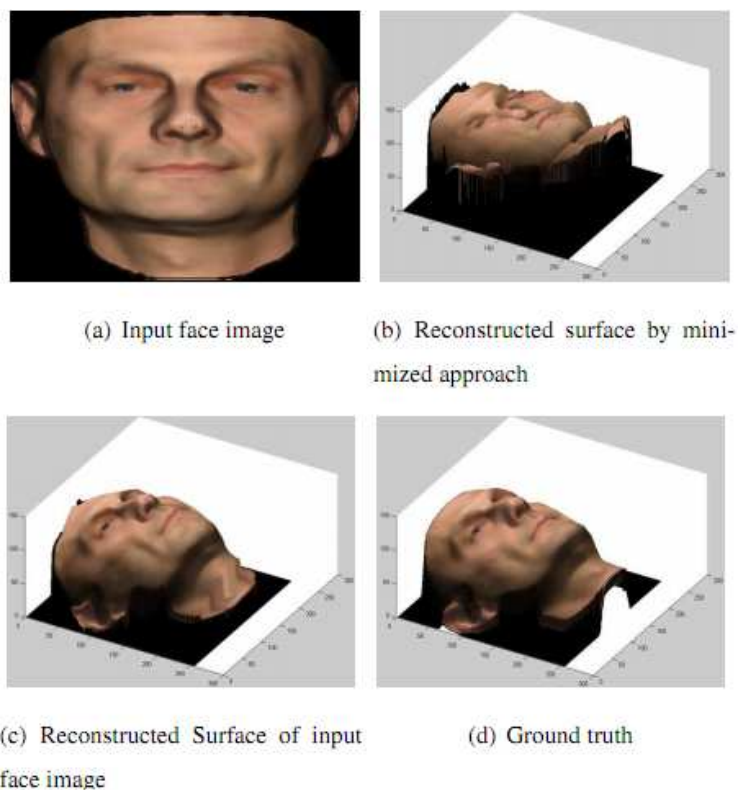 (a) Input face image
(b) Reconstructed surface by mini-
mized approach
(c) Reconstructed Surface of input
face image
(d) Ground truth